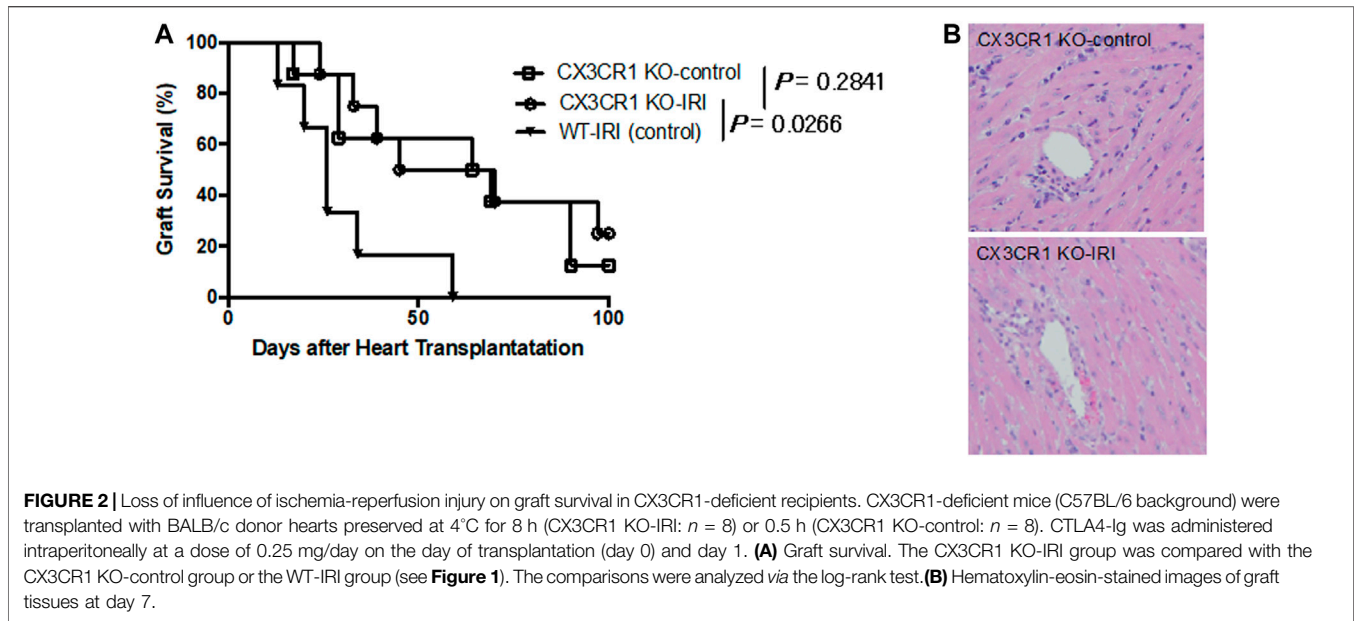 A
100
80
60
40
20
0
Graft Survival (%)
0
50
100
Days after Heart Transplantatation
CX3CR1 KO-control
CX3CR1 KO-IRI
WT-IRI (control)
P= 0.2841
P= 0.0266
B
CX3CR1 KO-control
CX3CR1 KO-IRI
FIGURE 2 | Loss of influence of ischemia-reperfusion injury on graft survival in CX3CR1-deficient recipients. CX3CR1-deficient mice (C57BL/6 background) were
transplanted with BALB/c donor hearts preserved at 4°C for 8 h (CX3CR1 KO-IRI: n = 8) or 0.5 h (CX3CR1 KO-control: n = 8). CTLA4-Ig was administered
intraperitoneally at a dose of 0.25 mg/day on the day of transplantation (day 0) and day 1. (A) Graft survival. The CX3CR1 KO-IRI group was compared with the
CX3CR1 KO-control group or the WT-IRI group (see Figure 1). The comparisons were analyzed via the log-rank test.(B) Hematoxylin-eosin-stained images of graft
tissues at day 7.